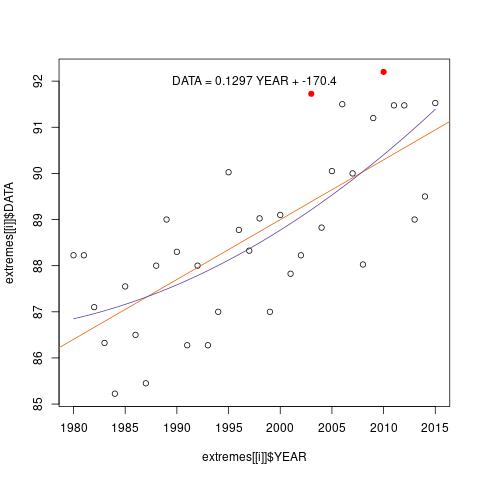 DATA = 0.1297 YEAR + -170.4
92
91
90
89
88
87
86
85
extremes[[i]]$DATA
1980 1985 1990 1995 2000 2005 2010 2015
extremes[[i]]$YEAR